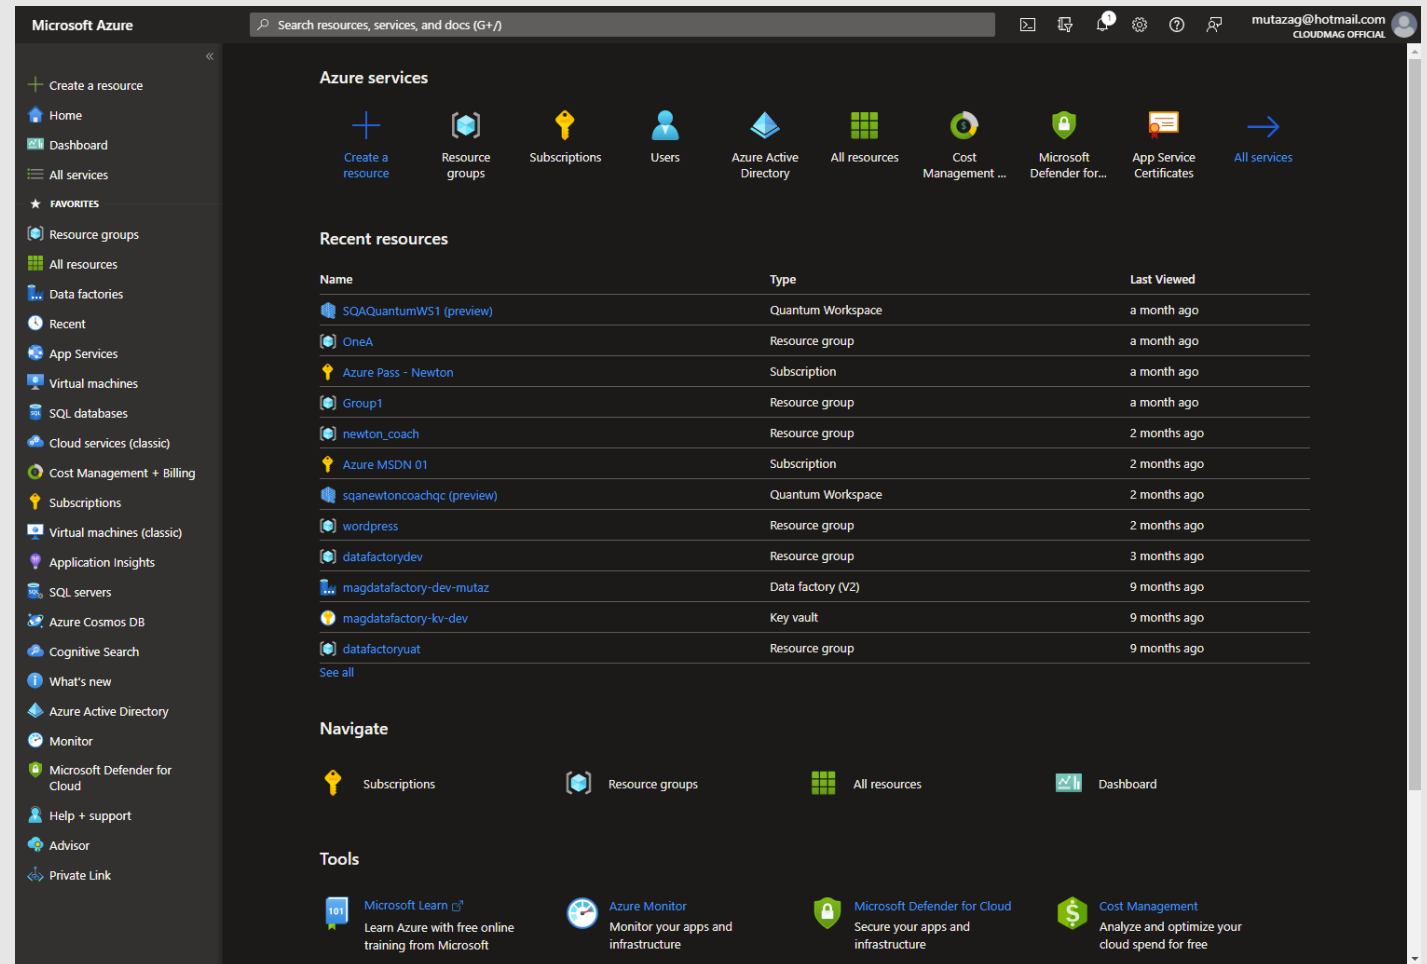 Microsoft Azure
Search resources, services, and docs (G+/)
1
mutazag@hotmail.com
CLOUDMAG OFFICIAL
«
Create a resource
Home
Dashboard
All services
FAVORITES
Resource groups
All resources
Data factories
Recent
App Services
Virtual machines
SQL databases
Cloud services (classic)
Cost Management + Billing
Subscriptions
Virtual machines (classic)
Application Insights
SQL servers
Azure Cosmos DB
Cognitive Search
What's new
Azure Active Directory
Monitor
Microsoft Defender for
Cloud
Help + support
Advisor
Private Link
Azure services
Create a
resource
Resource
groups
Subscriptions
Users
Azure Active
Directory
All resources
Cost
Management ...
Microsoft
Defender for...
App Service
Certificates
All services
Recent resources
Name Type Last Viewed
SQAQuantumWS1 (preview) Quantum Workspace a month ago
OneA Resource group a month ago
Azure Pass - Newton Subscription a month ago
Group1 Resource group a month ago
newton_coach Resource group 2 months ago
Azure MSDN 01 Subscription 2 months ago
sqanewtoncoachqc (preview) Quantum Workspace 2 months ago
wordpress Resource group 2 months ago
datafactorydev Resource group 3 months ago
magdatafactory-dev-mutaz Data factory (V2) 9 months ago
magdatafactory-kv-dev Key vault 9 months ago
datafactoryuat Resource group 9 months ago
See all
Navigate
Subscriptions
Resource groups
All resources
Dashboard
Tools
101
Microsoft Learn
Learn Azure with free online
training from Microsoft
Azure Monitor
Monitor your apps and
infrastructure
Microsoft Defender for Cloud
Secure your apps and
infrastructure
$
Cost Management
Analyze and optimize your
cloud spend for free